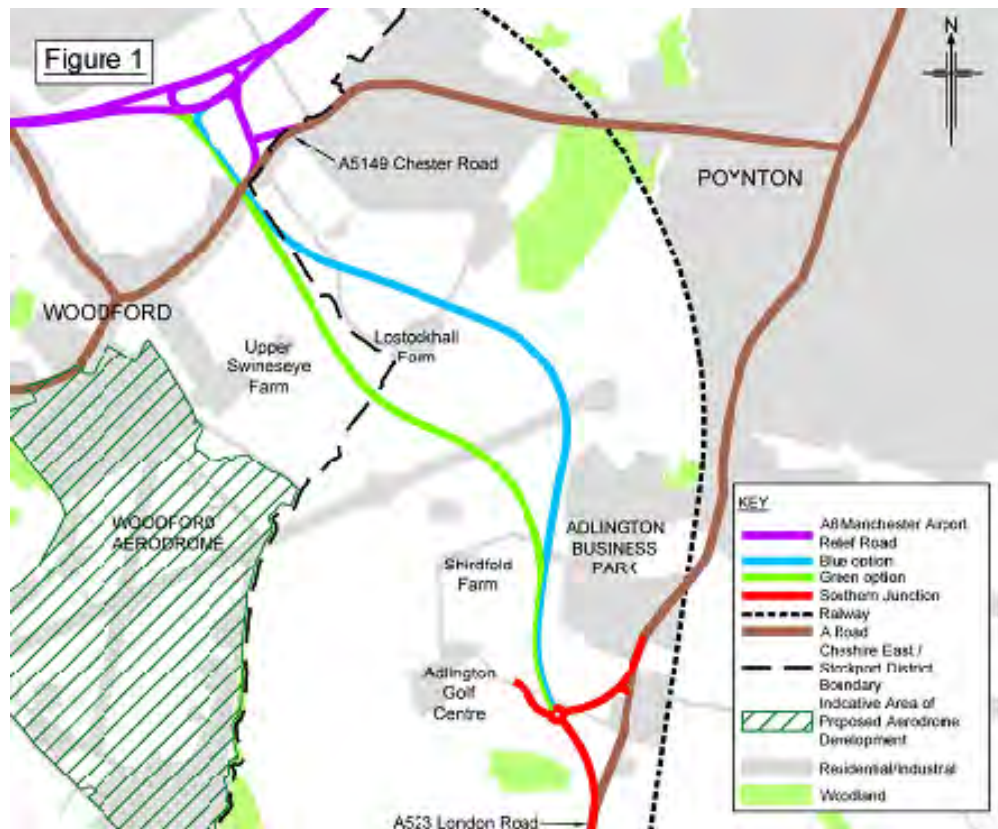 Figure 1
N
A5149 Chester Road
POYNTON
WOODFORD
Upper
Swineseye
Farm
Lostockhall
Farm
WOODFORD
AERODROME
ADLINGTON
BUSINESS
PARK
Shirdfold
Farm
Adlington
Golf
Centre
A523 London Road
KEY
A6 Manchester Airport
Relief Road
Blue option
Green option
Southern Junction
Railway
A Road
Cheshire East /
Stockport District
Boundary
Indicative Area of
Proposed Aerodrome
Development
Residential/Industrial
Woodland